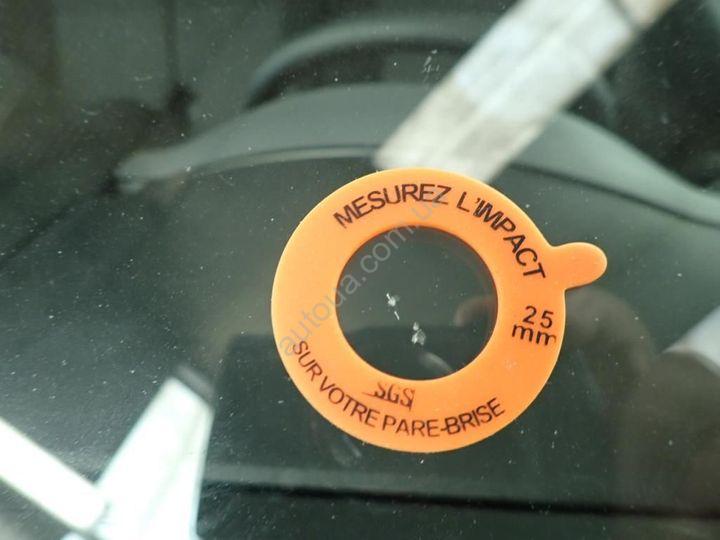 MESUREZ L'IMPACT
25
mm
SGS
SUR VOTRE PARE-BRISE
autoua.com.ua